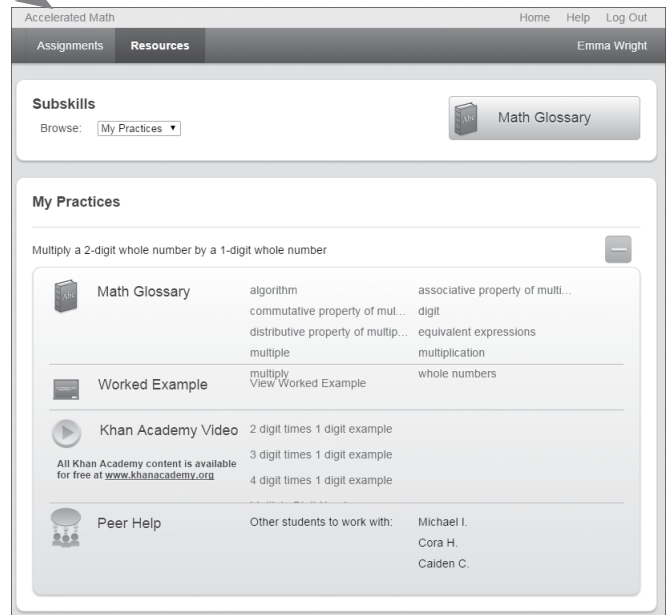 Accelerated Math Home Help Log Out
Assignments Resources Emma Wright
Subskills
Browse: My Practices ▼
Abc Math Glossary
My Practices
Multiply a 2-digit whole number by a 1-digit whole number
Abc Math Glossary
algorithm associative property of multi...
commutative property of mul... digit
distributive property of multip... equivalent expressions
multiple multiplication
multiply whole numbers
Worked Example View Worked Example
Khan Academy Video 2 digit times 1 digit example
3 digit times 1 digit example
All Khan Academy content is available
for free at www.khanacademy.org
4 digit times 1 digit example
Peer Help Other students to work with: Michael I.
Cora H.
Caiden C.